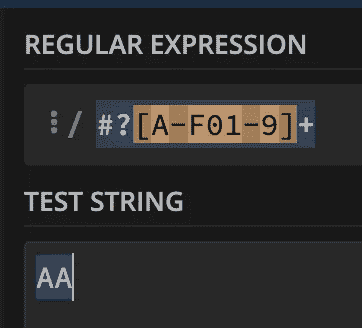 REGULAR EXPRESSION
/ #?[A-F01-9]+
TEST STRING
AA